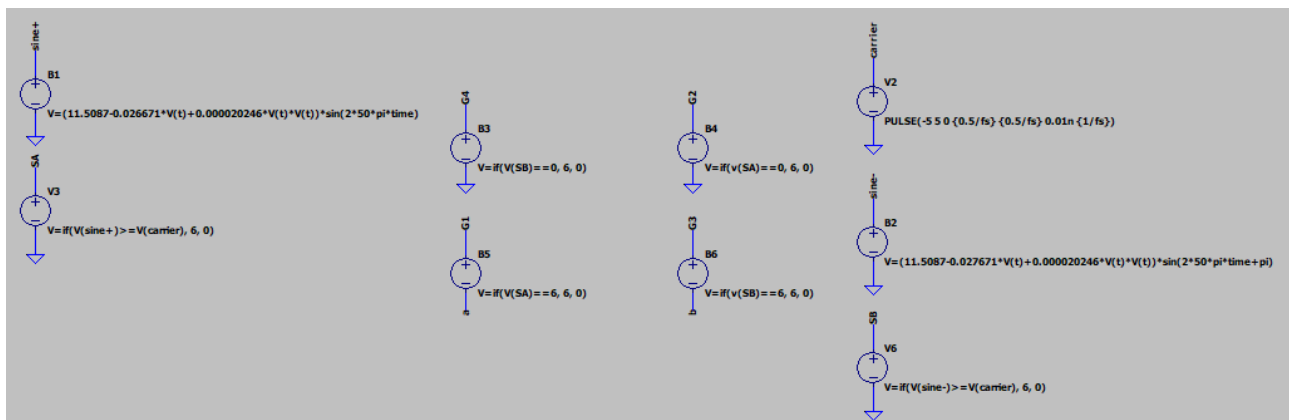 sine+
B1
V=(11.5087-0.026671*V(t)+0.000020246*V(t)*V(t))*sin(2*50*pi*time)
SA
V3
V=if(V(sine+)>=V(carrier), 6, 0)
G4
B3
V=if(V(SB)==0, 6, 0)
G1
B5
V=if(V(SA)==6, 6, 0)
a
G2
B4
V=if(v(SA)==0, 6, 0)
G3
B6
V=if(v(SB)==6, 6, 0)
b
carrier
V2
PULSE(-5 5 0 {0.5/fs} {0.5/fs} 0.01n {1/fs})
sine-
B2
V=(11.5087-0.027671*V(t)+0.000020246*V(t)*V(t))*sin(2*50*pi*time+pi)
SB
V6
V=if(V(sine-)>=V(carrier), 6, 0)